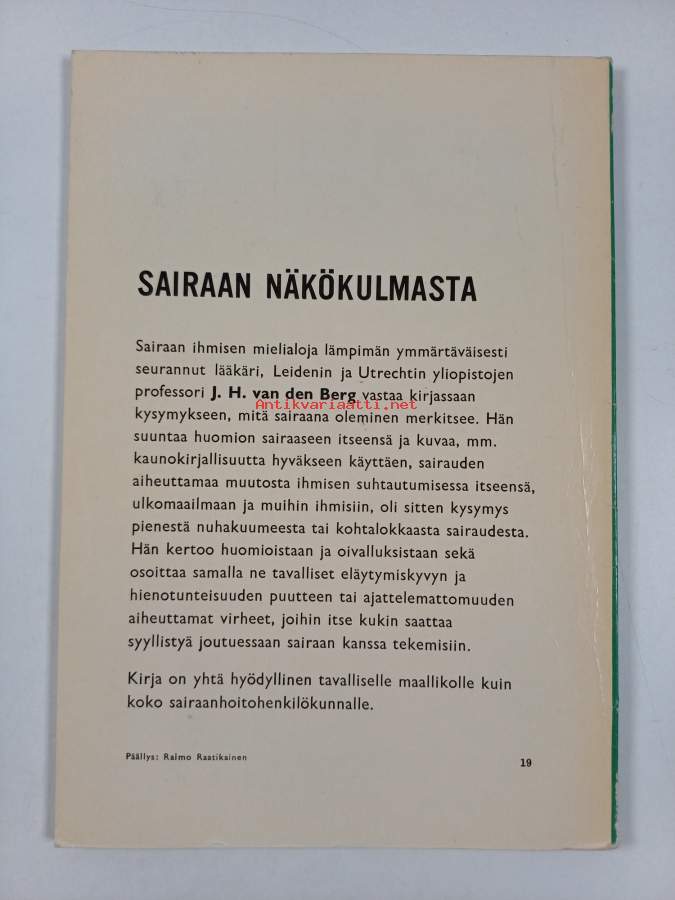 SAIRAAN NÄKÖKULMASTA
Sairaan ihmisen mielialoja lämpimän ymmärtäväisesti
seurannut lääkäri, Leidenin ja Utrechtin yliopistojen
professori J. H. van den Berg vastaa kirjassaan
Antikvariaatti.net
kysymykseen, mitä sairaana oleminen merkitsee. Hän
suuntaa huomion sairaaseen itseensä ja kuvaa, mm.
kaunokirjallisuutta hyväkseen käyttäen, sairauden
aiheuttamaa muutosta ihmisen suhtautumisessa itseensä,
ulkomaailmaan ja muihin ihmisiin, oli sitten kysymys
pienestä nuhakuumeesta tai kohtalokkaasta sairaudesta.
Hän kertoo huomioistaan ja oivalluksistaan sekä
osoittaa samalla ne tavalliset eläytymiskyvyn ja
hienotunteisuuden puutteen tai ajattelemattomuuden
aiheuttamat virheet, joihin itse kukin saattaa
syyllistyä joutuessaan sairaan kanssa tekemisiin.
Kirja on yhtä hyödyllinen tavalliselle maallikolle kuin
koko sairaanhoitohenkilökunnalle.
Päällys: Raimo Raatikainen
19